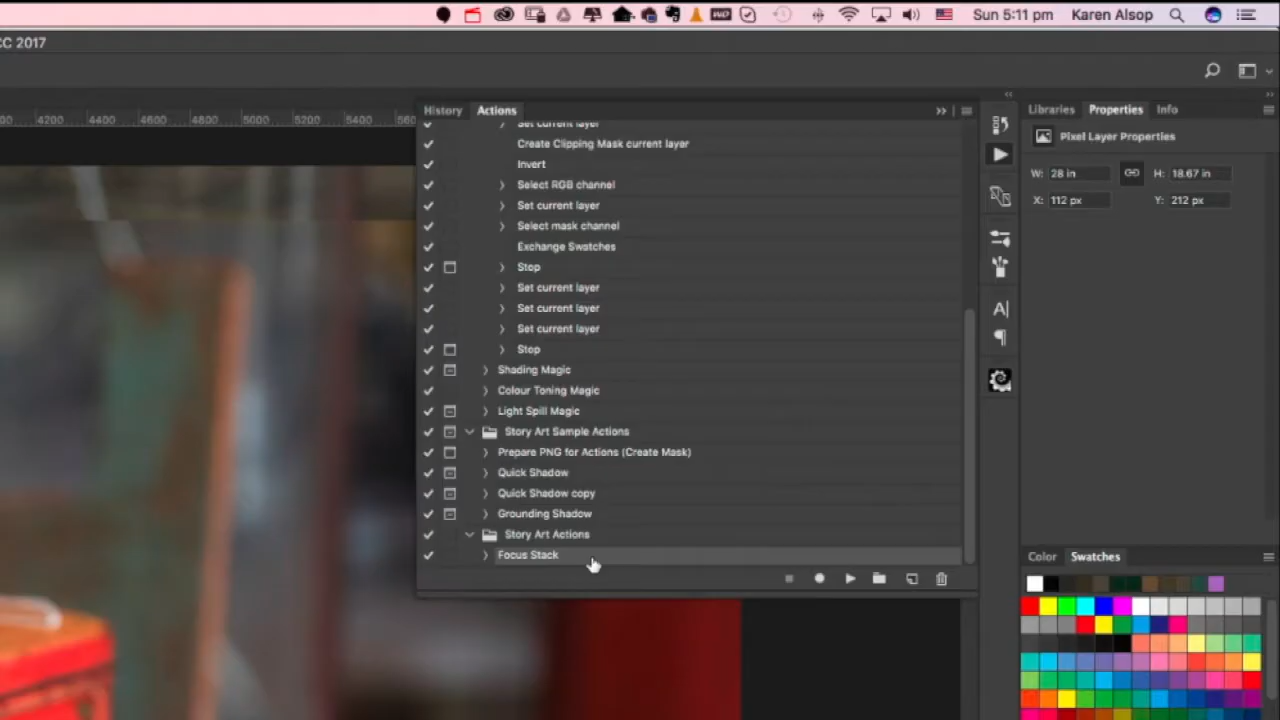 Sun 5:11 pm Karen Alsop
CC 2017
4200 4400 4600 4800 5000 5200 5400
History Actions
Set current layer
Create Clipping Mask current layer
Invert
Select RGB channel
Set current layer
Select mask channel
Exchange Swatches
Stop
Set current layer
Set current layer
Set current layer
Stop
Shading Magic
Colour Toning Magic
Light Spill Magic
Story Art Sample Actions
Prepare PNG for Actions (Create Mask)
Quick Shadow
Quick Shadow copy
Grounding Shadow
Story Art Actions
Focus Stack
Libraries Properties Info
Pixel Layer Properties
W: 28 in H: 18.67 in
X: 112 px Y: 212 px
Color Swatches